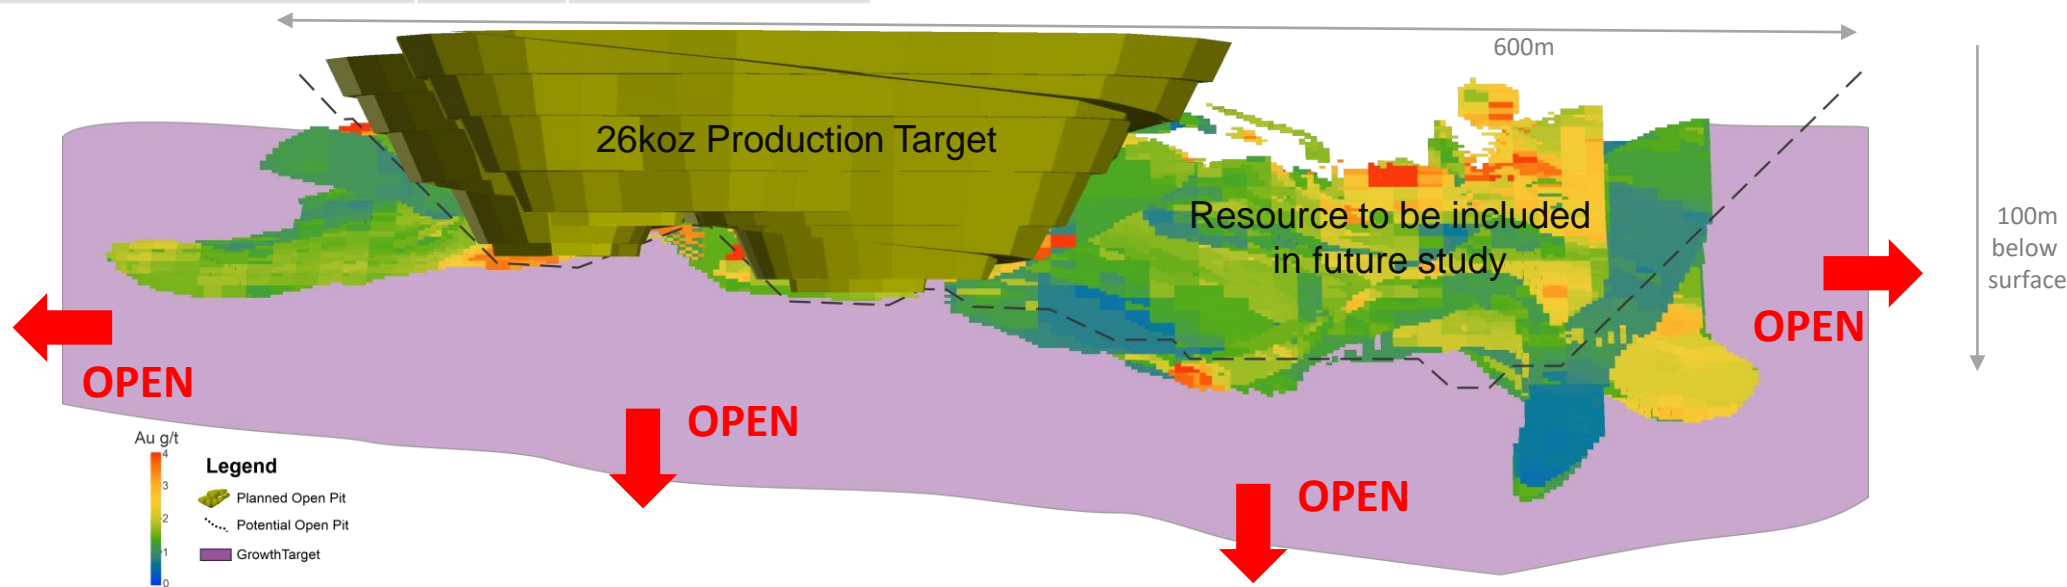 600m
26koz Production Target
Resource to be included
in future study
100m
below
surface
OPEN
OPEN
OPEN
OPEN
Au g/t
4
3
2
1
0
Legend
Planned Open Pit
Potential Open Pit
GrowthTarget